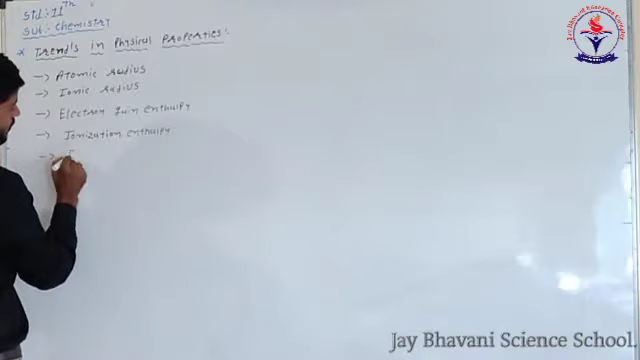 Std:- 11th
Sub:- Chemistry
* Trends in Physical Properties:-
→ Atomic radius
→ Ionic radius
→ Electron gain enthalpy
→ Ionization enthalpy
→
Jay Bhavani Science School.